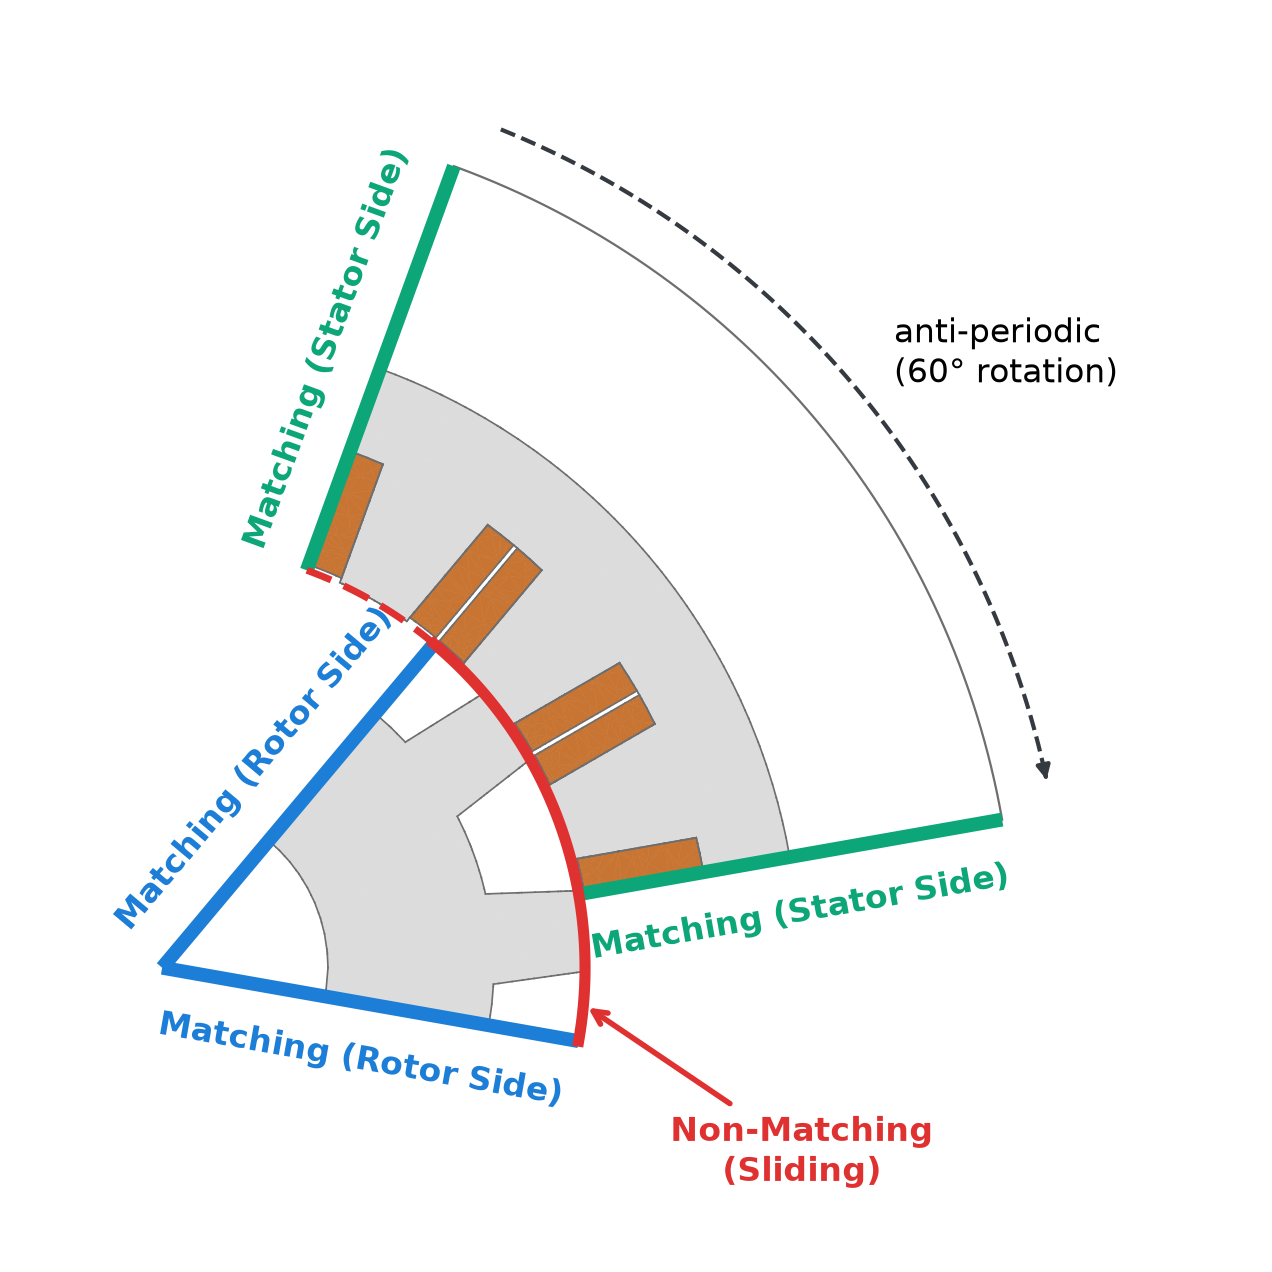 Matching (Stator Side)
anti-periodic
(60° rotation)
Matching (Rotor Side)
Matching (Stator Side)
Matching (Rotor Side)
Non-Matching
(Sliding)